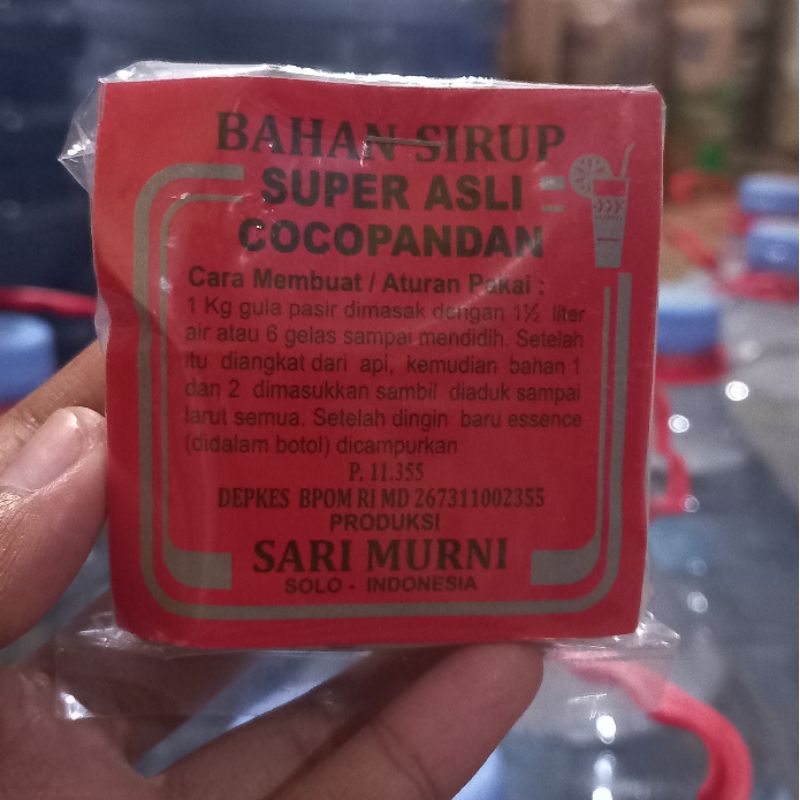 BAHAN SIRUP
SUPER ASLI
COCOPANDAN
Cara Membuat / Aturan Pakai :
1 Kg gula pasir dimasak dengan 1½ liter
air atau 6 gelas sampai mendidih. Setelah
itu diangkat dari api, kemudian bahan 1
dan 2 dimasukkan sambil diaduk sampai
larut semua. Setelah dingin baru essence
(didalam botol) dicampurkan
P. 11.355
DEPKES BPOM RI MD 267311002355
PRODUKSI
SARI MURNI
SOLO - INDONESIA